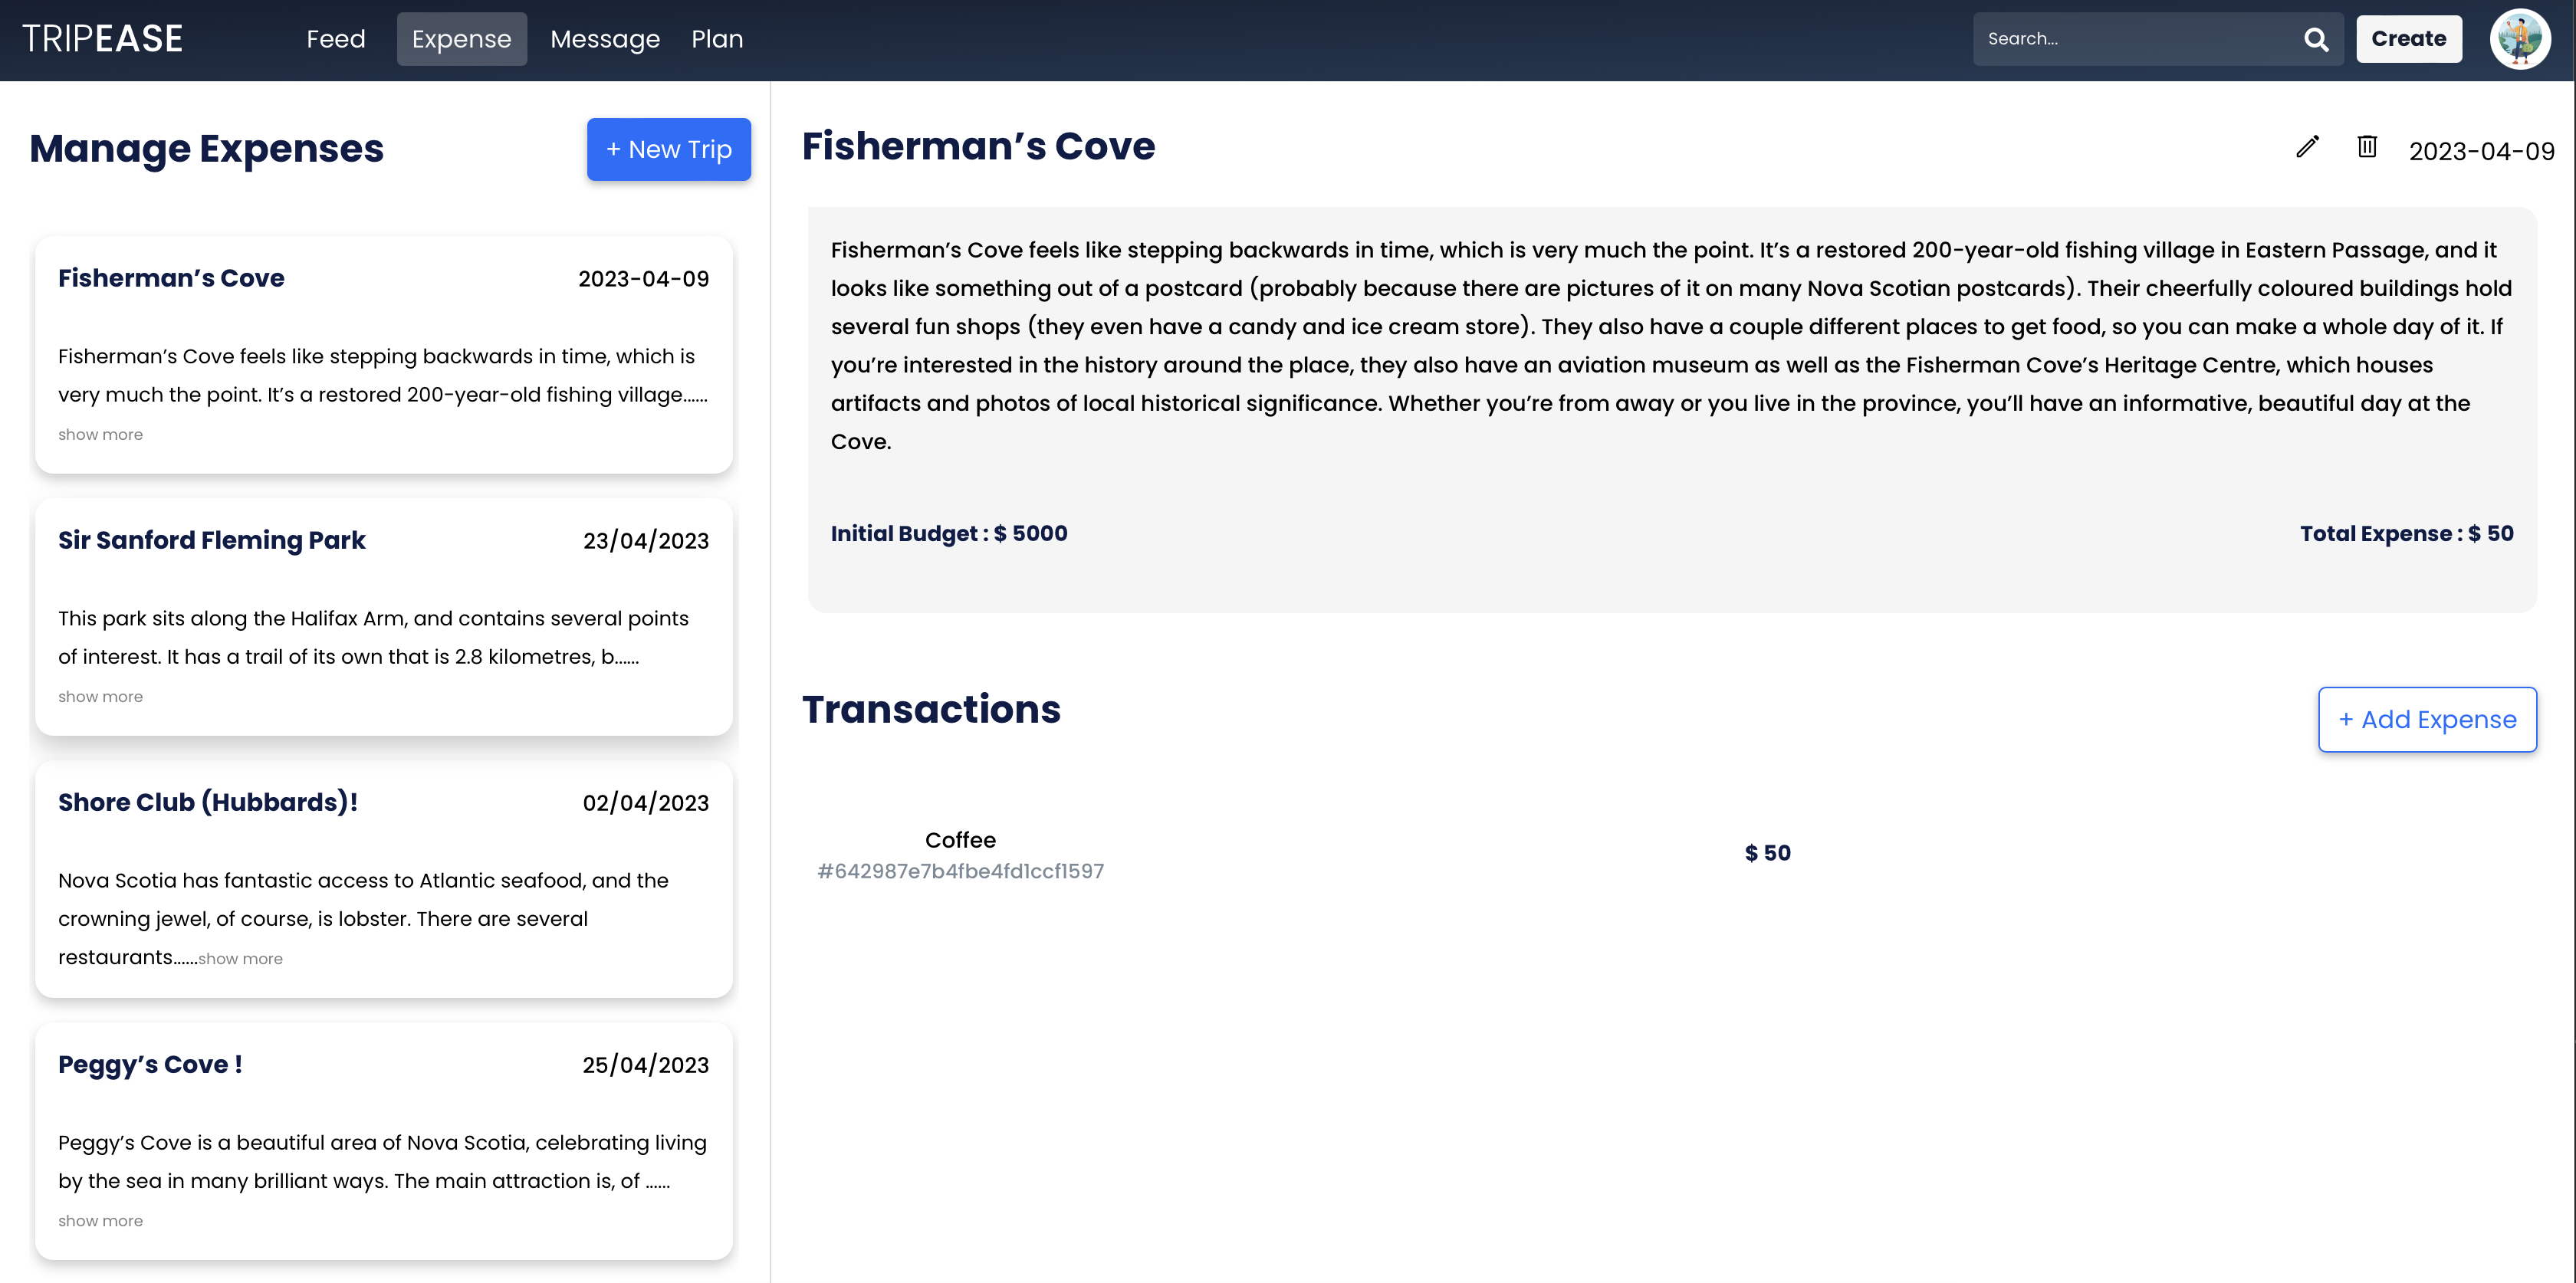 TRIPEASE
Feed
Expense
Message
Plan
Search...
Create
Manage Expenses
+ New Trip
Fisherman’s Cove
2023-04-09
Fisherman’s Cove feels like stepping backwards in time, which is
very much the point. It’s a restored 200-year-old fishing village......
show more
Sir Sanford Fleming Park
23/04/2023
This park sits along the Halifax Arm, and contains several points
of interest. It has a trail of its own that is 2.8 kilometres, b......
show more
Shore Club (Hubbards)!
02/04/2023
Nova Scotia has fantastic access to Atlantic seafood, and the
crowning jewel, of course, is lobster. There are several
restaurants......show more
Peggy’s Cove !
25/04/2023
Peggy’s Cove is a beautiful area of Nova Scotia, celebrating living
by the sea in many brilliant ways. The main attraction is, of ......
show more
Fisherman’s Cove
2023-04-09
Fisherman’s Cove feels like stepping backwards in time, which is very much the point. It’s a restored 200-year-old fishing village in Eastern Passage, and it
looks like something out of a postcard (probably because there are pictures of it on many Nova Scotian postcards). Their cheerfully coloured buildings hold
several fun shops (they even have a candy and ice cream store). They also have a couple different places to get food, so you can make a whole day of it. If
you’re interested in the history around the place, they also have an aviation museum as well as the Fisherman Cove’s Heritage Centre, which houses
artifacts and photos of local historical significance. Whether you’re from away or you live in the province, you’ll have an informative, beautiful day at the
Cove.
Initial Budget : $ 5000
Total Expense : $ 50
Transactions
+ Add Expense
Coffee
#642987e7b4fbe4fd1ccf1597
$ 50